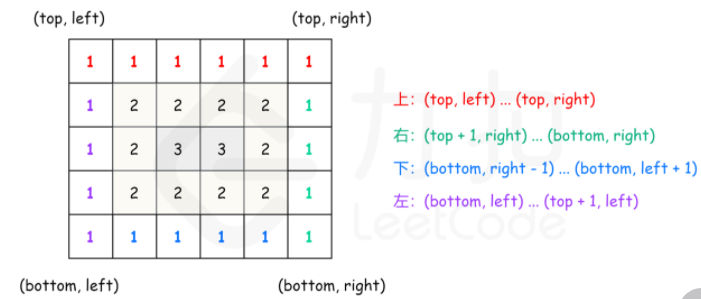 (top, left) (top, right)
1 1 1 1 1 1
1 2 2 2 2 1
1 2 3 3 2 1
1 2 2 2 2 1
1 1 1 1 1 1
(bottom, left) (bottom, right)
上: (top, left) ... (top, right)
右: (top + 1, right) ... (bottom, right)
下: (bottom, right - 1) ... (bottom, left + 1)
左: (bottom, left) ... (top + 1, left)
力扣
LeetCode